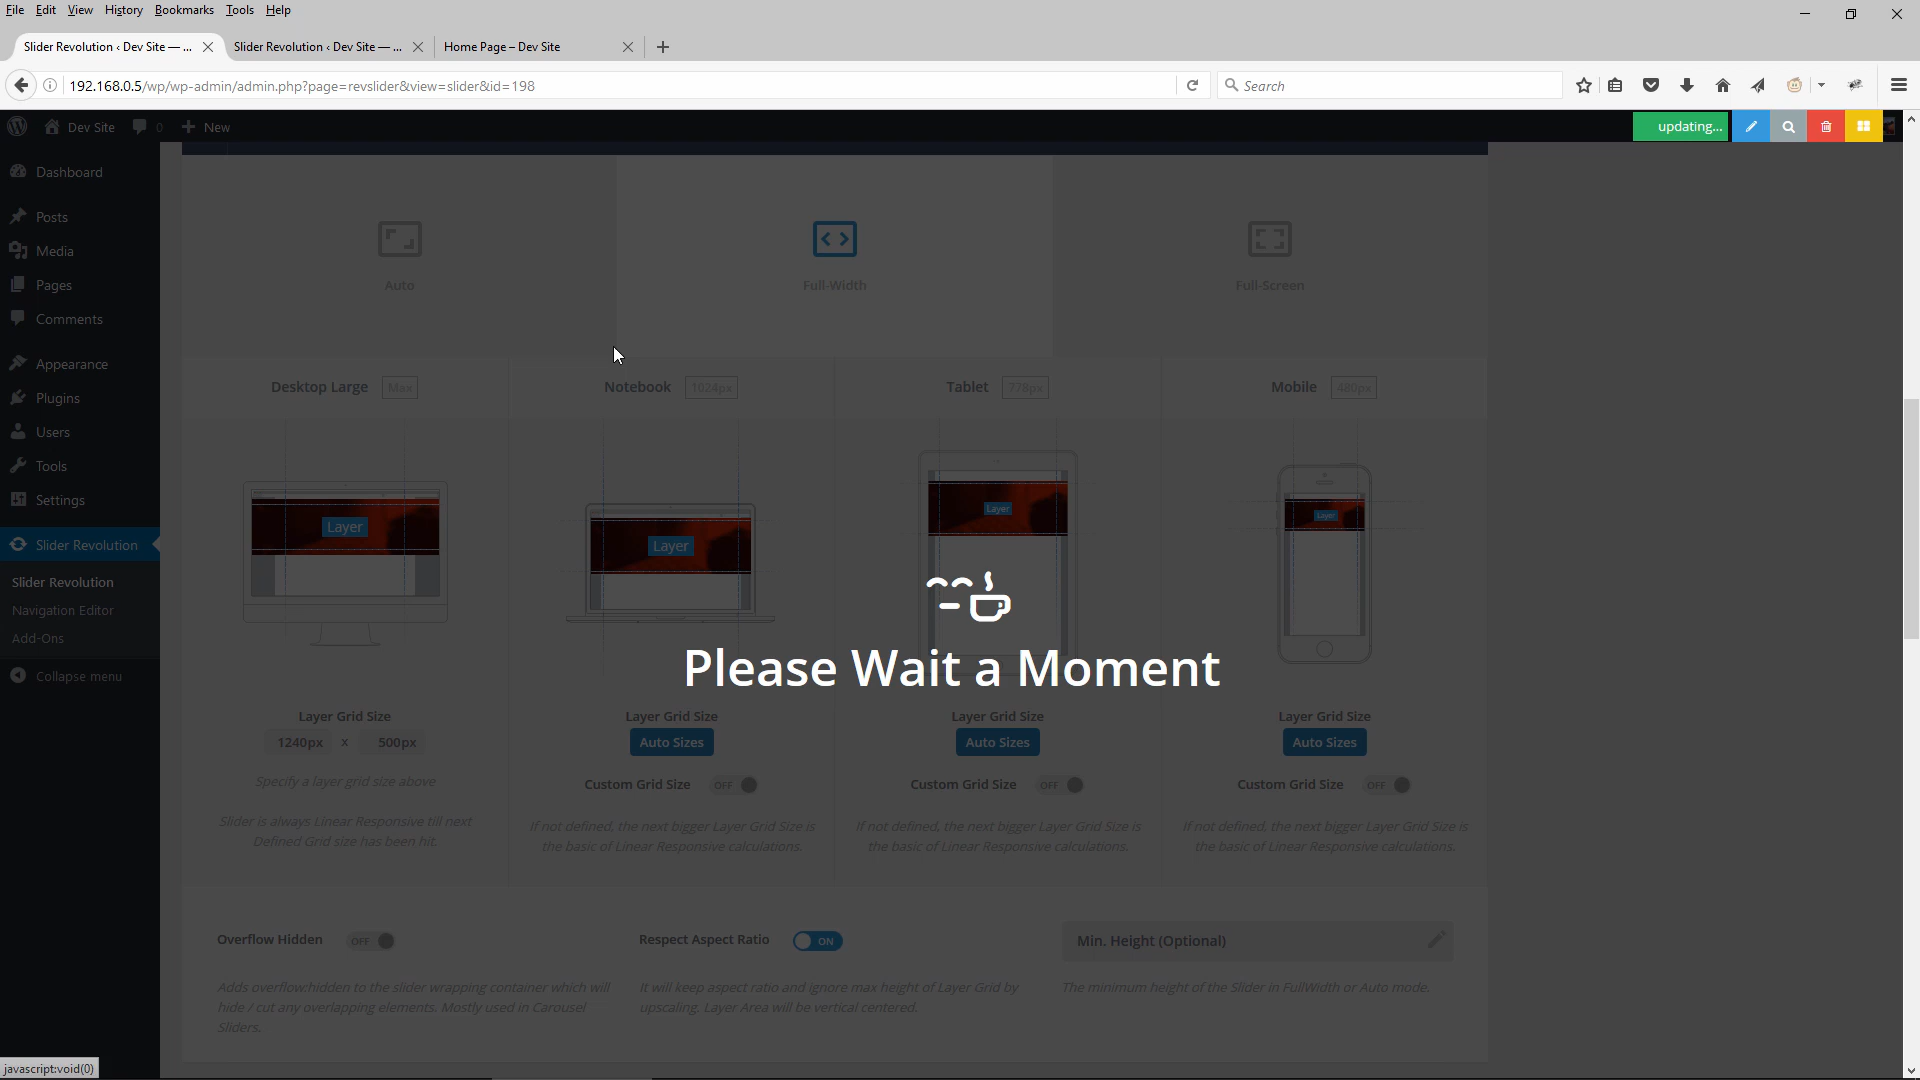 File Edit View History Bookmarks Tools Help
Slider Revolution ‹ Dev Site — ... Slider Revolution ‹ Dev Site — ... Home Page – Dev Site
192.168.0.5/wp/wp-admin/admin.php?page=revslider&view=slider&id=198 Search
Dev Site 0 New updating...
Dashboard
Posts
Media
Pages
Comments
Appearance
Plugins
Users
Tools
Settings
Slider Revolution
Slider Revolution
Navigation Editor
Add-Ons
Collapse menu
Auto Full-Width Full-Screen
Desktop Large Max Notebook 1024px Tablet 778px Mobile 480px
Layer Layer Layer Layer
Please Wait a Moment
Layer Grid Size Layer Grid Size Layer Grid Size Layer Grid Size
1240px x 500px Auto Sizes Auto Sizes Auto Sizes
Specify a layer grid size above Custom Grid Size OFF Custom Grid Size OFF Custom Grid Size OFF
Slider is always Linear Responsive till next
Defined Grid size has been hit.
If not defined, the next bigger Layer Grid Size is
the basic of Linear Responsive calculations.
If not defined, the next bigger Layer Grid Size is
the basic of Linear Responsive calculations.
If not defined, the next bigger Layer Grid Size is
the basic of Linear Responsive calculations.
Overflow Hidden OFF Respect Aspect Ratio ON Min. Height (Optional)
Adds overflow:hidden to the slider wrapping container which will
hide / cut any overlapping elements. Mostly used in Carousel
Sliders.
It will keep aspect ratio and ignore max height of Layer Grid by
upscaling. Layer Area will be vertical centered.
The minimum height of the Slider in FullWidth or Auto mode.
javascript:void(0)